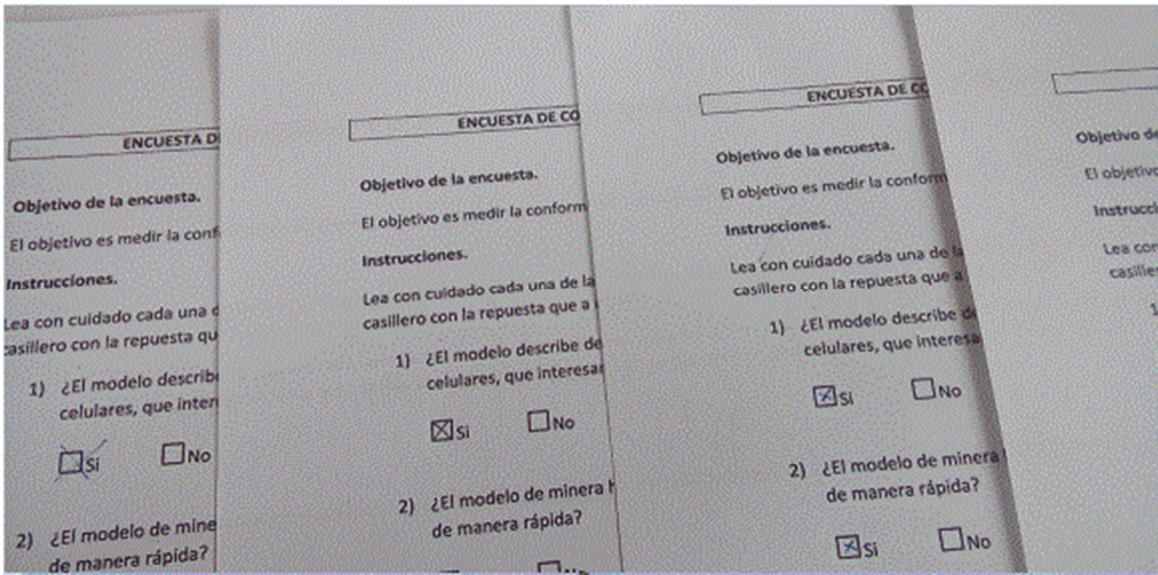 ENCUESTA D
Objetivo de la encuesta.
El objetivo es medir la conf
Instrucciones.
Lea con cuidado cada una d
casillero con la repuesta qu
1) ¿El modelo describ
celulares, que inter
Si No
2) ¿El modelo de mine
de manera rápida?
ENCUESTA DE CO
Objetivo de la encuesta.
El objetivo es medir la conform
Instrucciones.
Lea con cuidado cada una de la
casillero con la repuesta que a
1) ¿El modelo describe de
celulares, que interesa
Si No
2) ¿El modelo de minera
de manera rápida?
ENCUESTA DE CO
Objetivo de la encuesta.
El objetivo es medir la conform
Instrucciones.
Lea con cuidado cada una de la
casillero con la repuesta que a
1) ¿El modelo describe de
celulares, que interesa
Si No
2) ¿El modelo de minera
de manera rápida?
Si No
Objetivo de
El objetivo
Instrucci
Lea con
casille
1